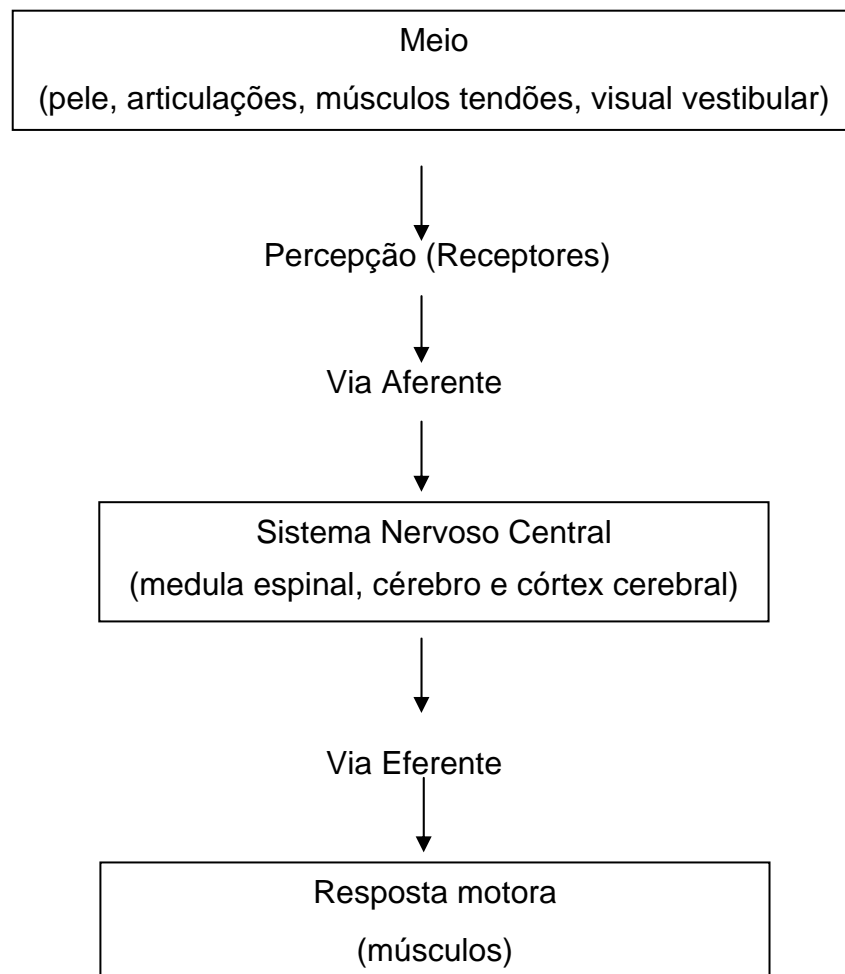 Meio
(pele, articulações, músculos tendões, visual vestibular)
Percepção (Receptores)
Via Aferente
Sistema Nervoso Central
(medula espinal, cérebro e córtex cerebral)
Via Eferente
Resposta motora
(músculos)